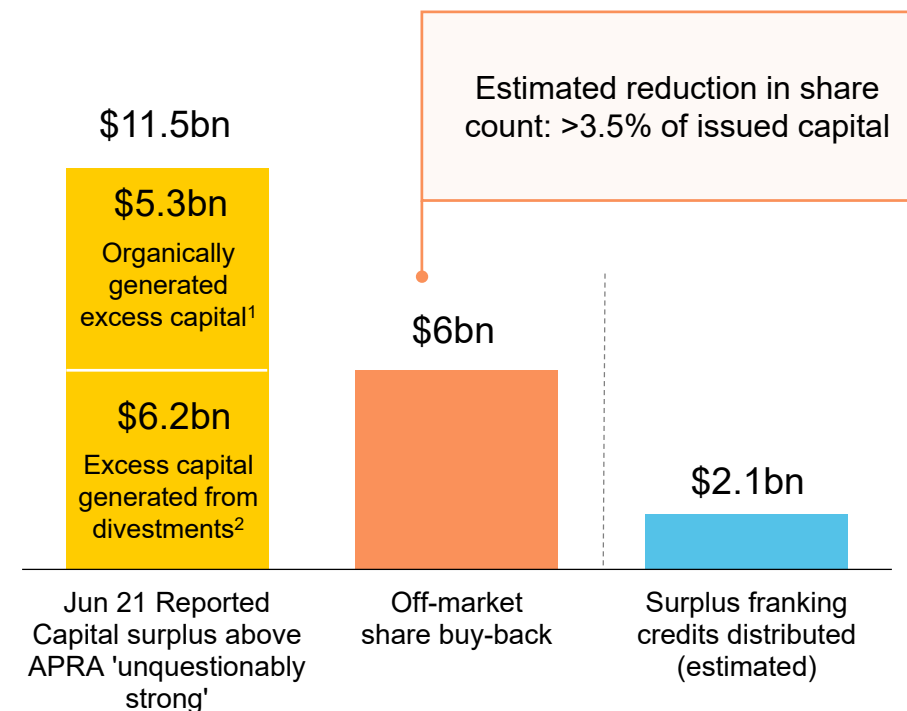 Estimated reduction in share
count: >3.5% of issued capital
$11.5bn
$5.3bn
Organically
generated
excess capital¹
$6.2bn
Excess capital
generated from
divestments²
$6bn
$2.1bn
Jun 21 Reported
Capital surplus above
APRA 'unquestionably
strong'
Off-market
share buy-back
Surplus franking
credits distributed
(estimated)